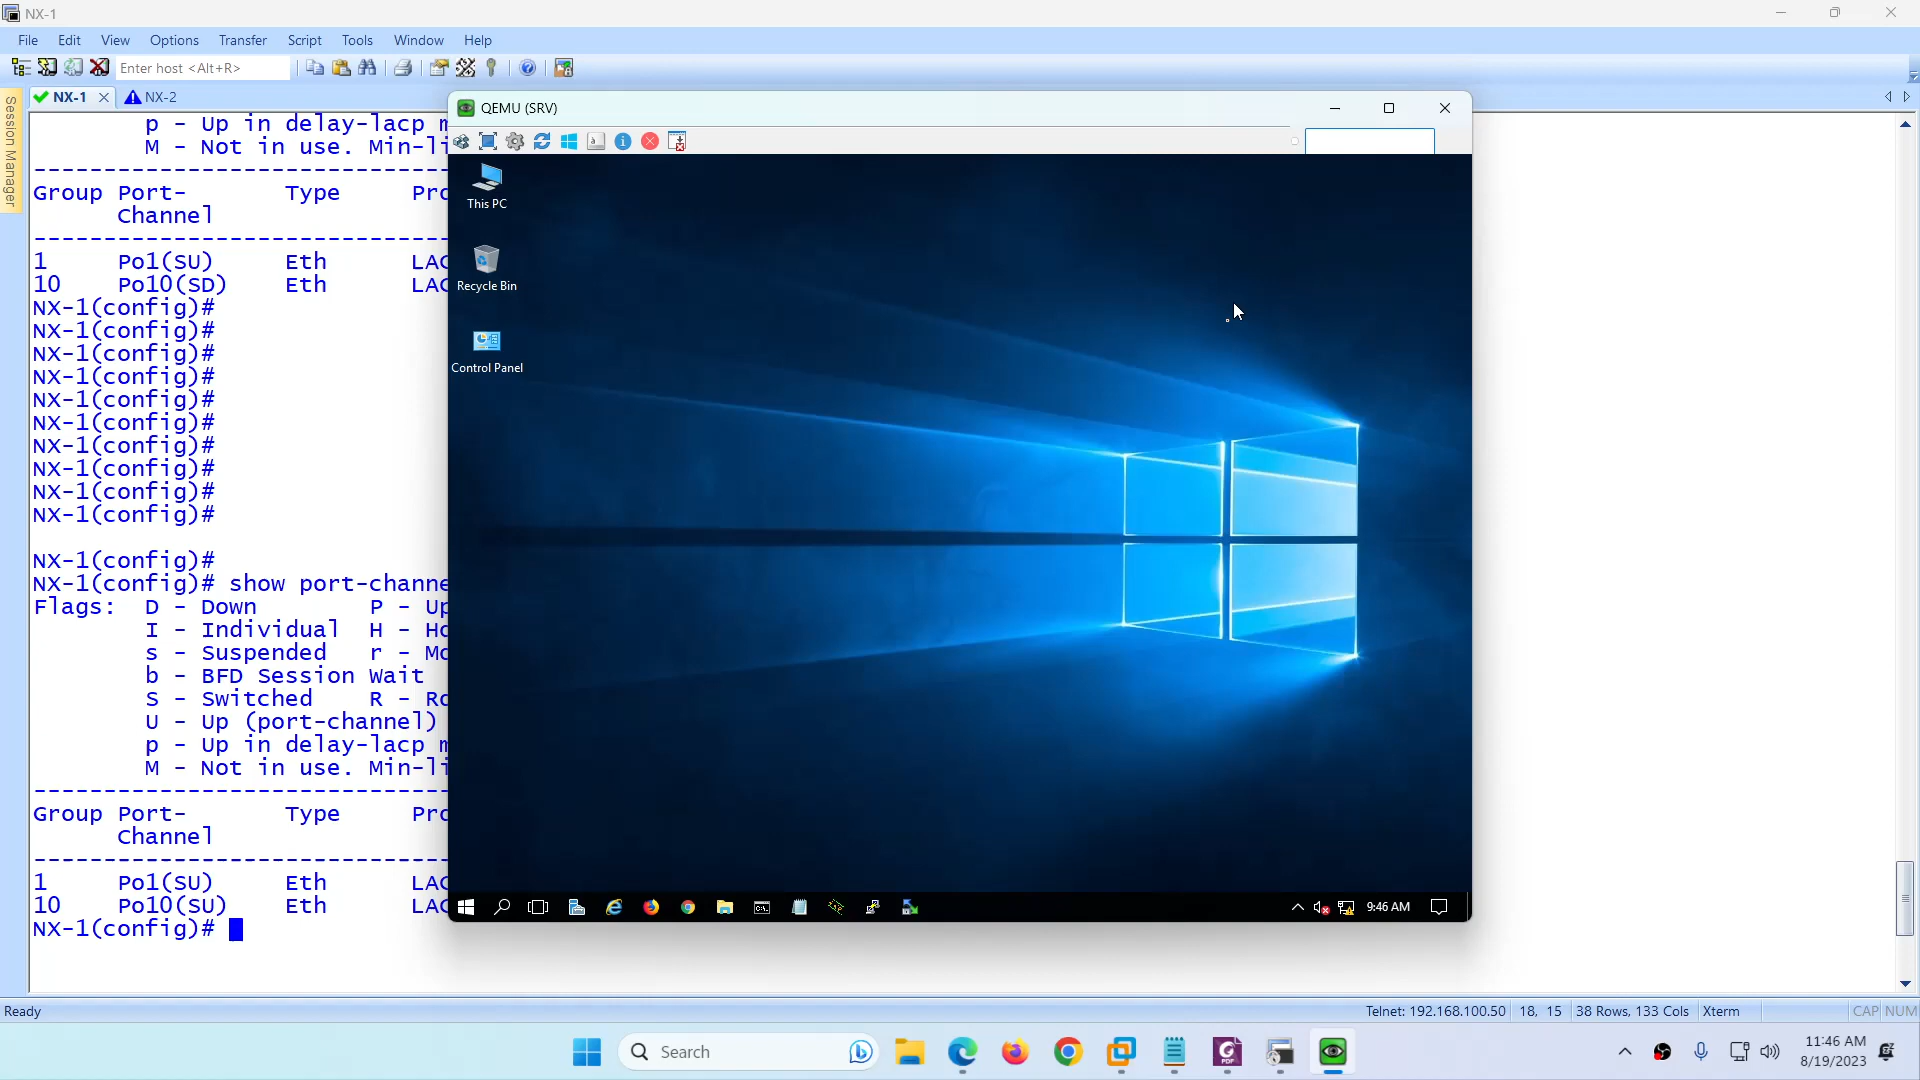 NX-1
File Edit View Options Transfer Script Tools Window Help
Enter host <Alt+R>
Session Manager
NX-1 NX-2
p - Up in delay-lacp m
M - Not in use. Min-li
Group Port- Type Pro
Channel
1 Po1(SU) Eth LAC
10 Po10(SD) Eth LAC
NX-1(config)#
NX-1(config)#
NX-1(config)#
NX-1(config)#
NX-1(config)#
NX-1(config)#
NX-1(config)#
NX-1(config)#
NX-1(config)#
NX-1(config)#
NX-1(config)#
NX-1(config)# show port-channe
Flags: D - Down P - Up
I - Individual H - Ho
s - Suspended r - Mo
b - BFD Session Wait
S - Switched R - Ro
U - Up (port-channel)
p - Up in delay-lacp m
M - Not in use. Min-li
Group Port- Type Pro
Channel
1 Po1(SU) Eth LAC
10 Po10(SU) Eth LAC
NX-1(config)#
QEMU (SRV)
This PC
Recycle Bin
Control Panel
9:46 AM
Ready Telnet: 192.168.100.50 18, 15 38 Rows, 133 Cols Xterm CAP NUM
Search
11:46 AM
8/19/2023